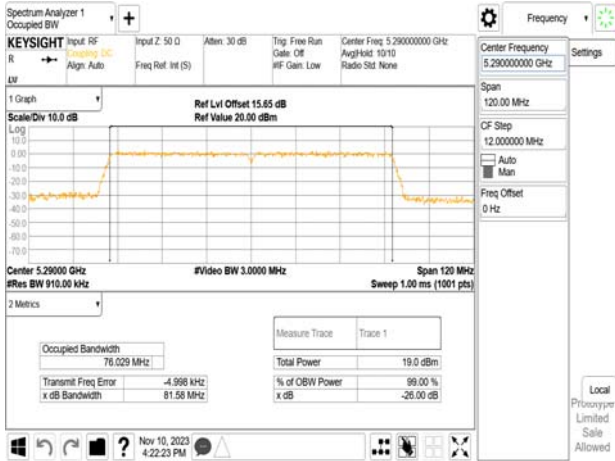 Spectrum Analyzer 1
Occupied BW
Frequency
KEYSIGHT
Input: RF
Coupling: DC
Align: Auto
Input Z: 50 Ω
Freq Ref: Int (S)
Atten: 30 dB
Trig: Free Run
Gate: Off
#IF Gain: Low
Center Freq: 5.290000000 GHz
Avg|Hold: 10/10
Radio Std: None
R
Center Frequency
5.290000000 GHz
Settings
Span
120.00 MHz
CF Step
12.000000 MHz
Auto
Man
Freq Offset
0 Hz
1 Graph
Scale/Div 10.0 dB
Ref Lvl Offset 15.65 dB
Ref Value 20.00 dBm
Log
10.0
0.00
-10.0
-20.0
-30.0
-40.0
-50.0
-60.0
-70.0
Center 5.29000 GHz
#Res BW 910.00 kHz
#Video BW 3.0000 MHz
Span 120 MHz
Sweep 1.00 ms (1001 pts)
2 Metrics
Measure Trace
Trace 1
Occupied Bandwidth
76.029 MHz
Total Power
19.0 dBm
Transmit Freq Error
-4.998 kHz
% of OBW Power
99.00 %
x dB Bandwidth
81.58 MHz
x dB
-26.00 dB
Local
Prototype
Limited
Sale
Allowed
Nov 10, 2023
4:22:23 PM